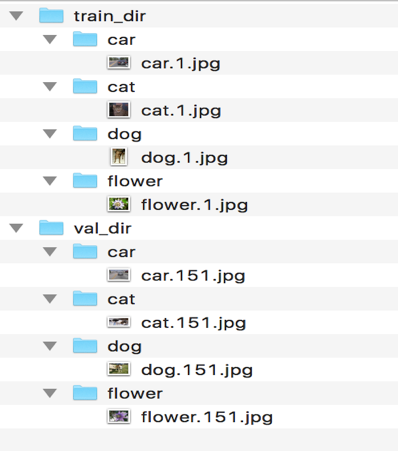 train_dir
car
car.1.jpg
cat
cat.1.jpg
dog
dog.1.jpg
flower
flower.1.jpg
val_dir
car
car.151.jpg
cat
cat.151.jpg
dog
dog.151.jpg
flower
flower.151.jpg